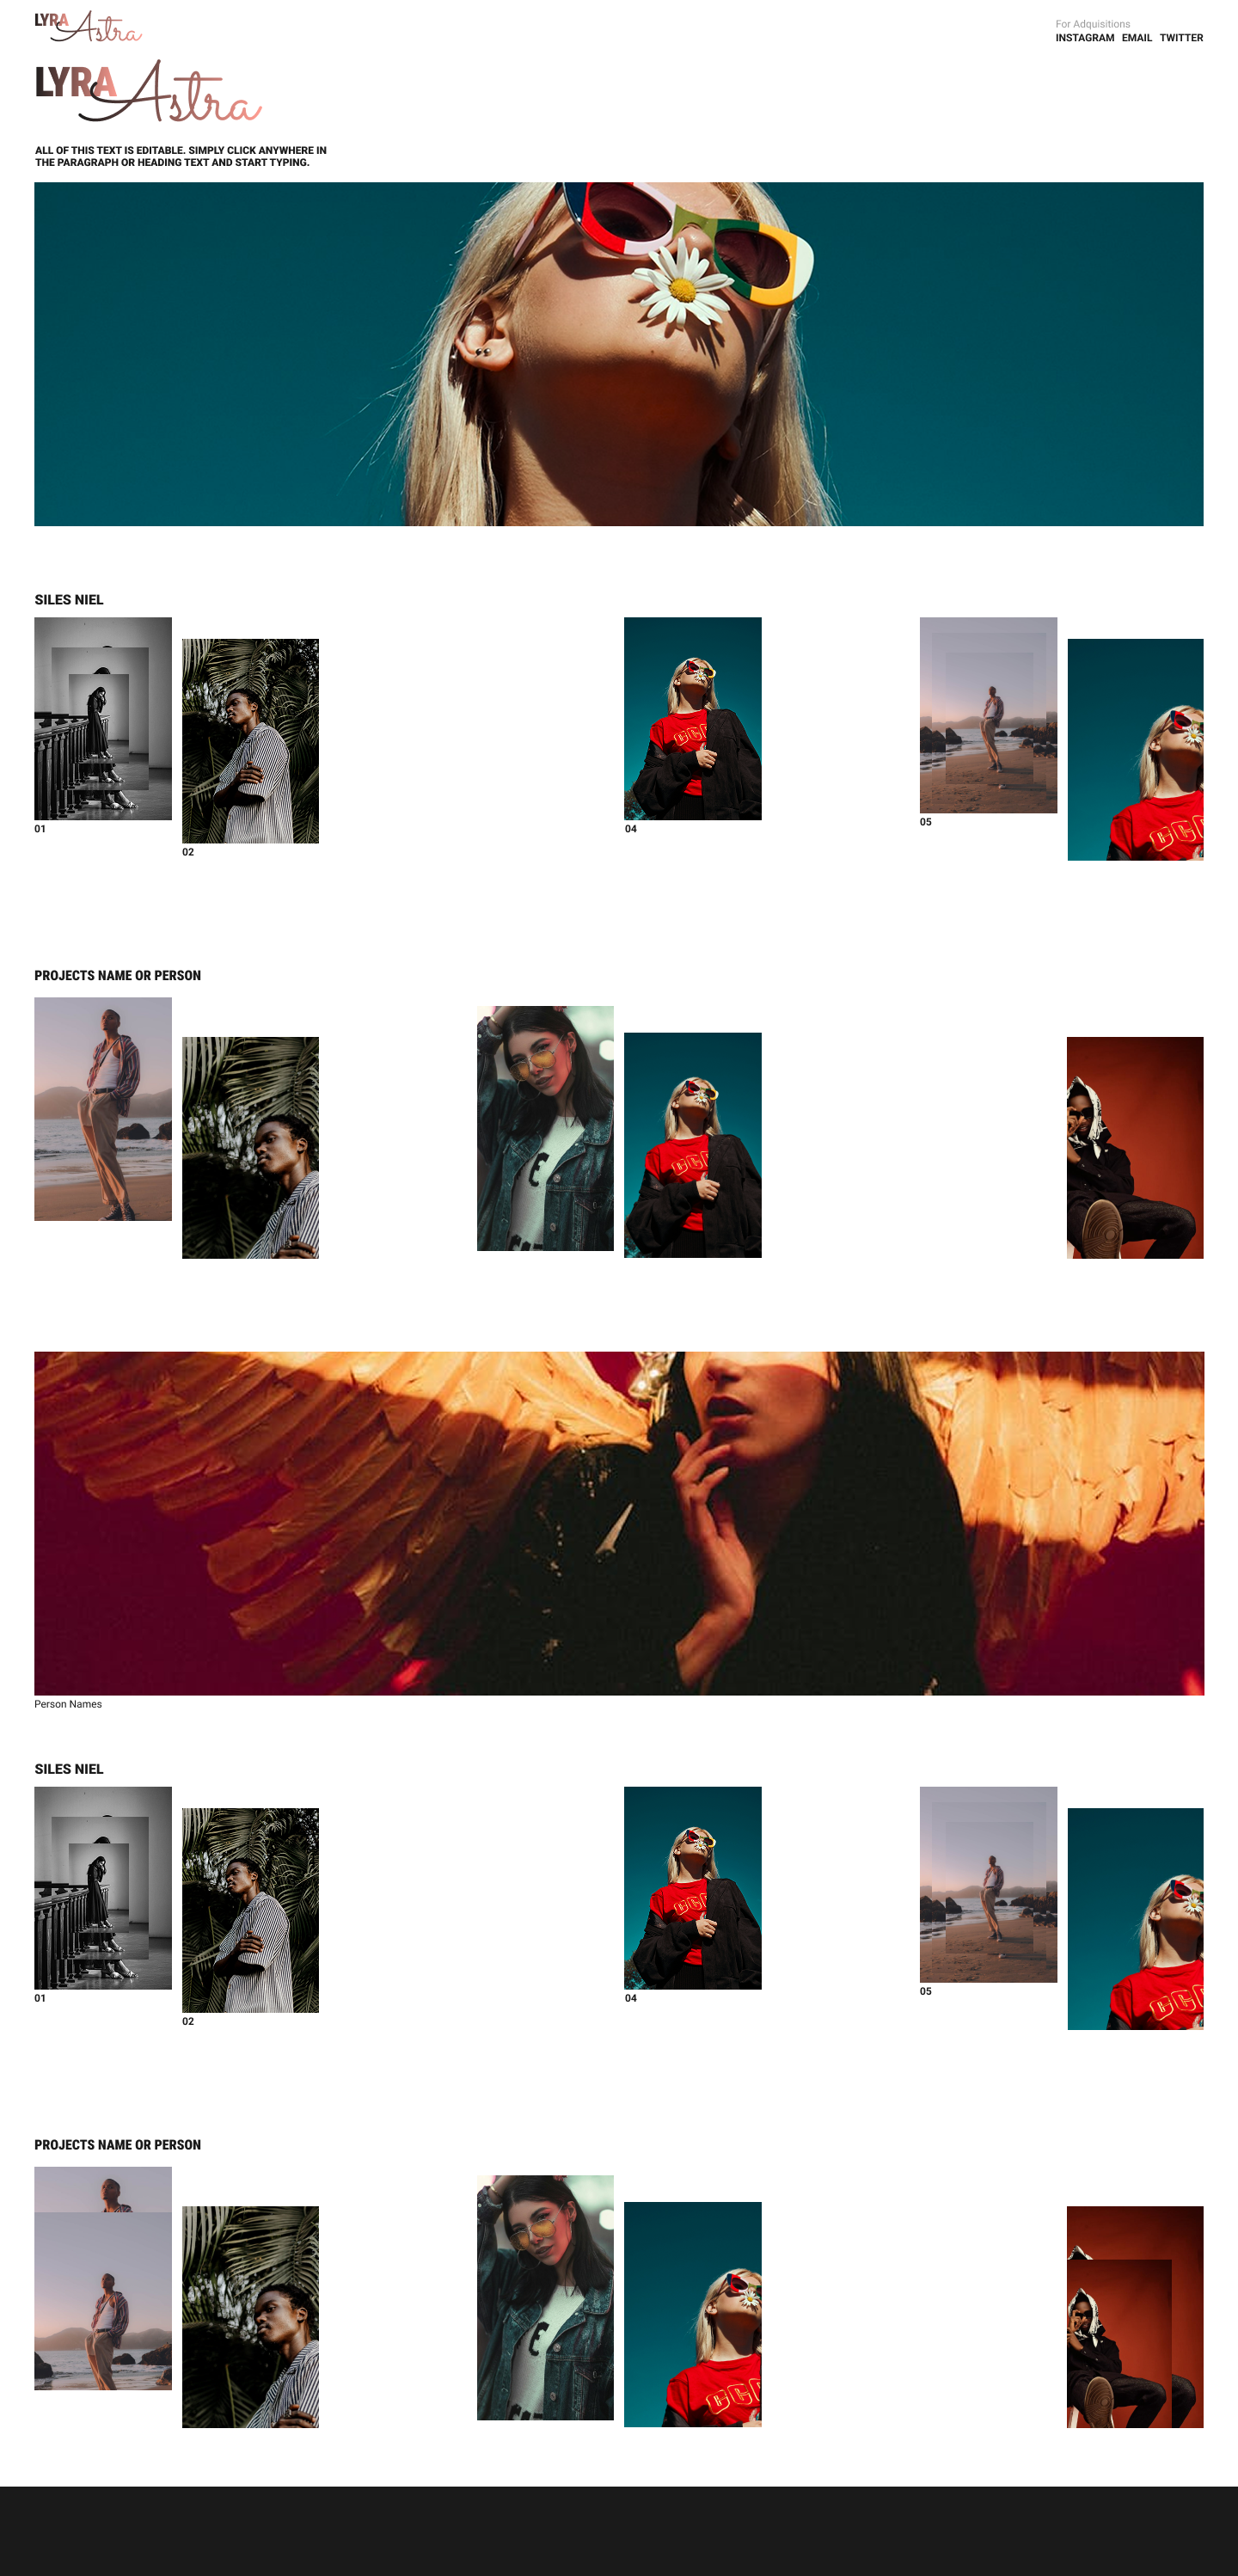 LYRA Astra
For Adquisitions
INSTAGRAM EMAIL TWITTER
LYRA Astra
ALL OF THIS TEXT IS EDITABLE. SIMPLY CLICK ANYWHERE IN
THE PARAGRAPH OR HEADING TEXT AND START TYPING.
SILES NIEL
01
02
04
05
PROJECTS NAME OR PERSON
Person Names
SILES NIEL
01
02
04
05
PROJECTS NAME OR PERSON